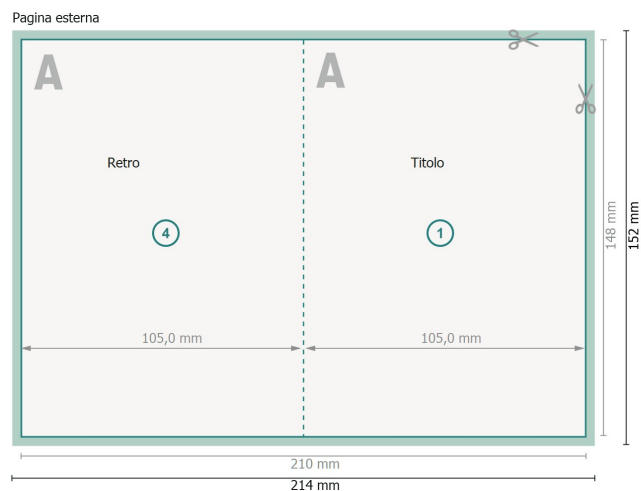 Pagina esterna
A
A
Retro
Titolo
4
1
148 mm
152 mm
105,0 mm
105,0 mm
210 mm
214 mm